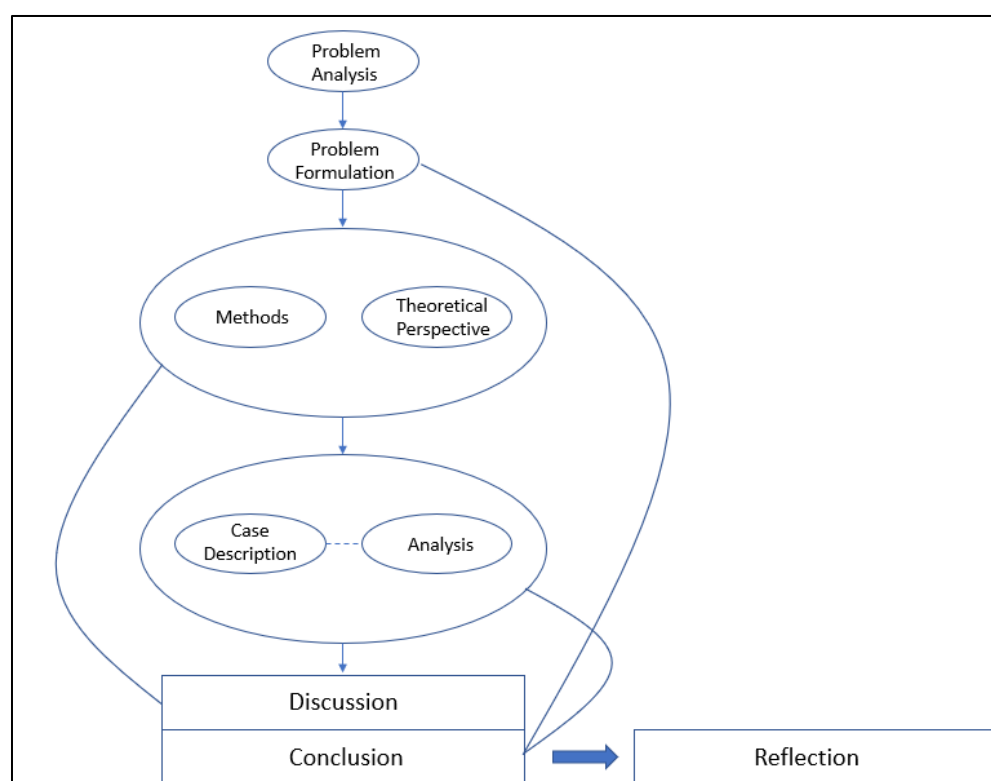 Problem
Analysis
Problem
Formulation
Methods
Theoretical
Perspective
Case
Description
Analysis
Discussion
Conclusion
Reflection